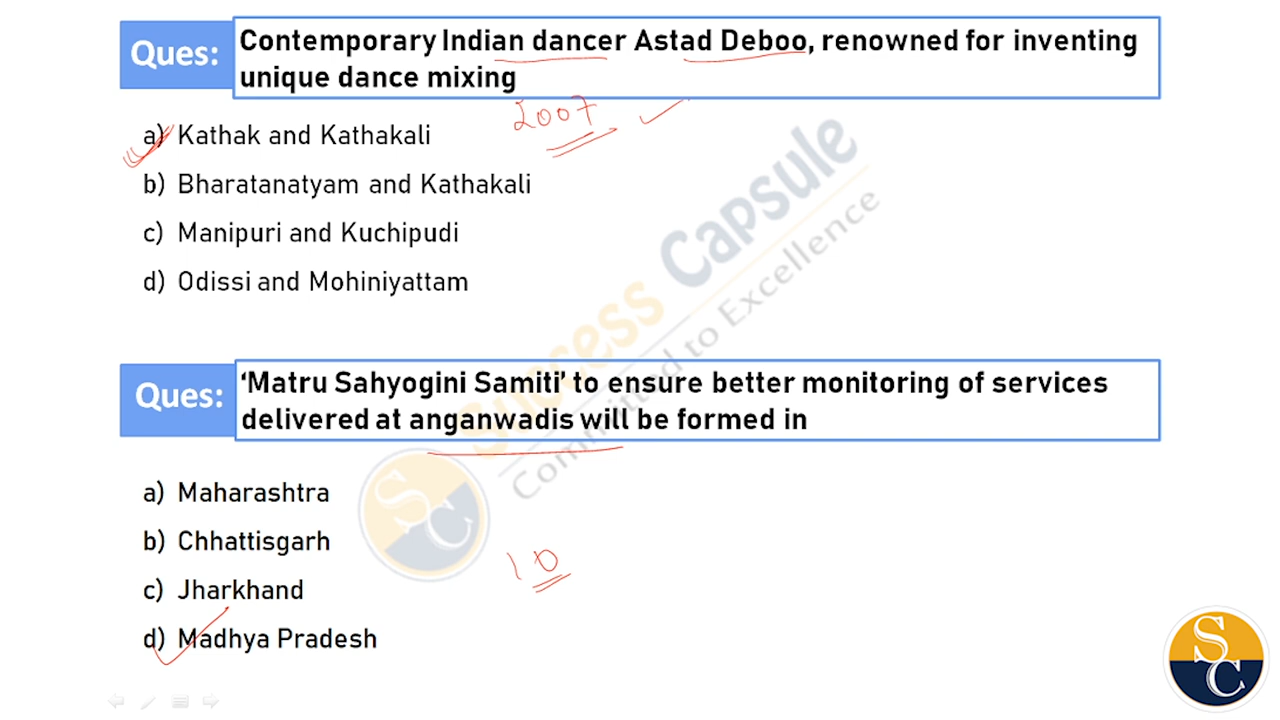 Ques:
Contemporary Indian dancer Astad Deboo, renowned for inventing
unique dance mixing
2007
a) Kathak and Kathakali
b) Bharatanatyam and Kathakali
c) Manipuri and Kuchipudi
d) Odissi and Mohiniyattam
Success Capsule
Committed to Excellence
Ques:
‘Matru Sahyogini Samiti’ to ensure better monitoring of services
delivered at anganwadis will be formed in
a) Maharashtra
b) Chhattisgarh
c) Jharkhand
d) Madhya Pradesh
10
SC
SC